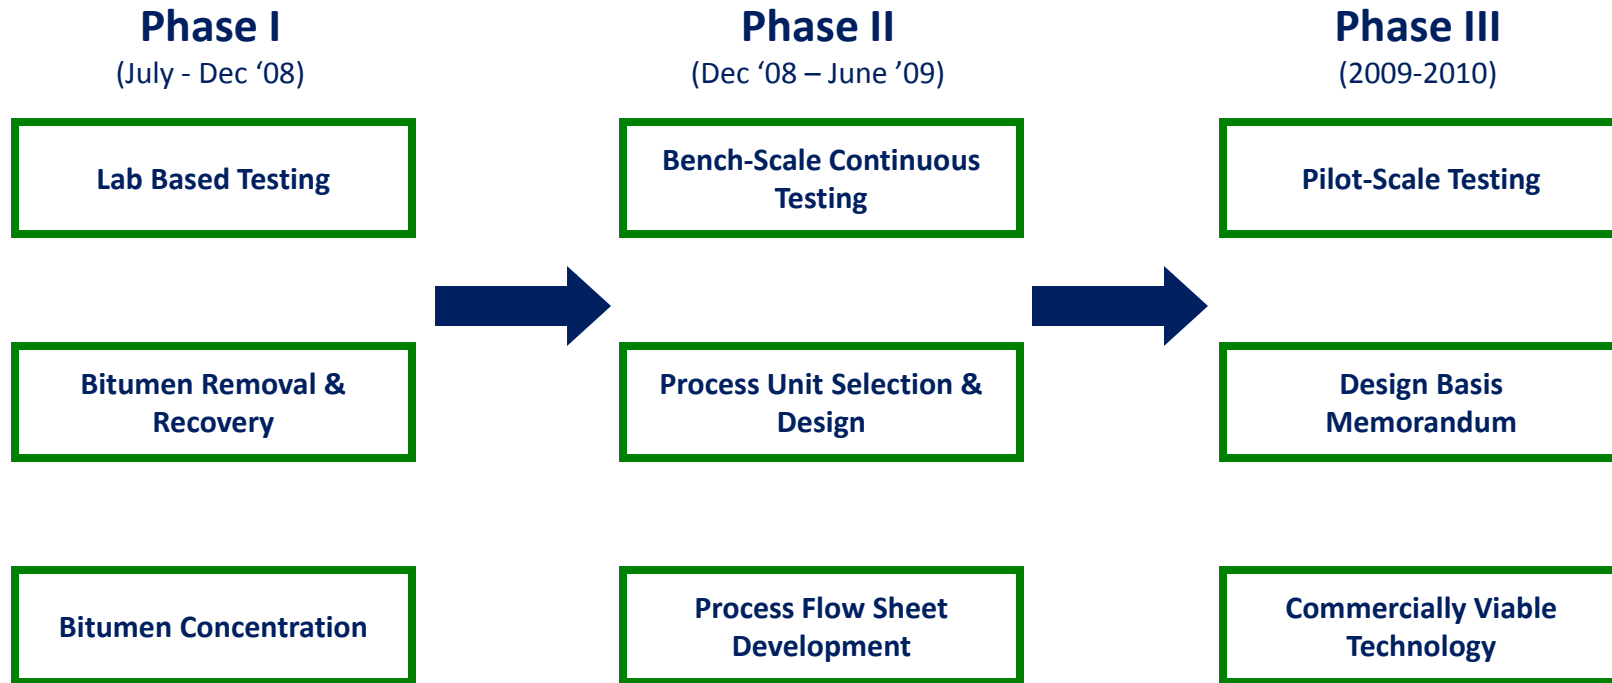 Phase I
(July - Dec ‘08)
Lab Based Testing
Bitumen Removal &
Recovery
Bitumen Concentration
Phase II
(Dec ‘08 – June ’09)
Bench-Scale Continuous
Testing
Process Unit Selection &
Design
Process Flow Sheet
Development
Phase III
(2009-2010)
Pilot-Scale Testing
Design Basis
Memorandum
Commercially Viable
Technology